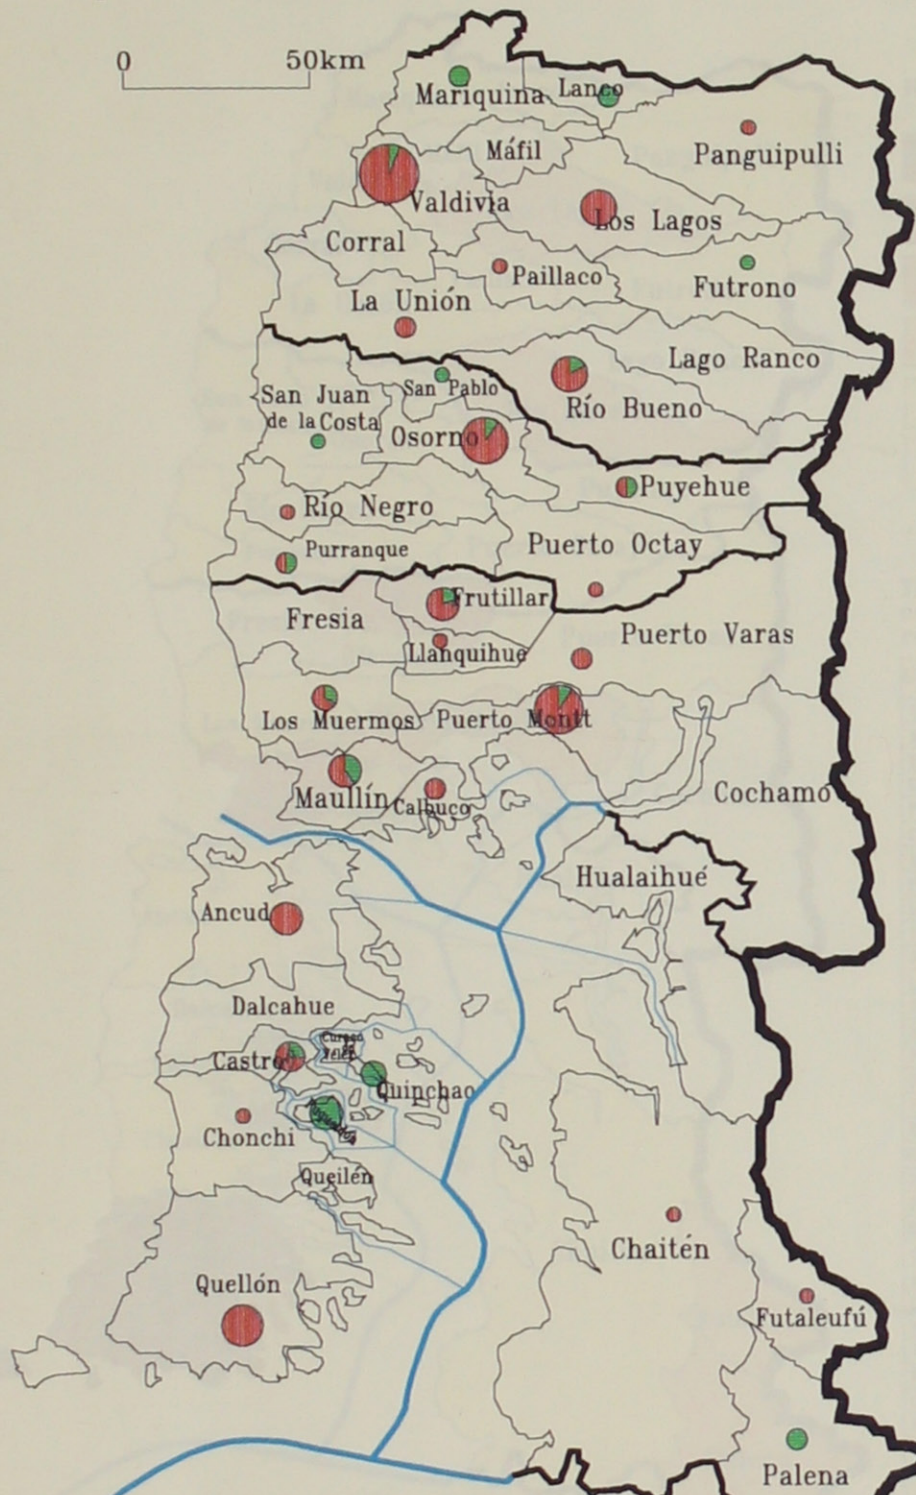 0 50km
Mariquina
Lanco
Máfil
Panguipulli
Valdivia
Los Lagos
Corral
Paillaco
Futrono
La Unión
Lago Ranco
San Pablo
San Juan
de la Costa
Río Bueno
Osorno
Puyehue
Río Negro
Puerto Octay
Purranque
Frutillar
Fresia
Puerto Varas
Llanquihue
Los Muermos
Puerto Montt
Maullín
Calbuco
Cochamó
Hualaihué
Ancud
Dalcahue
Curaco
Vélez
Castro
Quinchao
Chonchi
Queilén
Chaitén
Quellón
Futaleufú
Palena